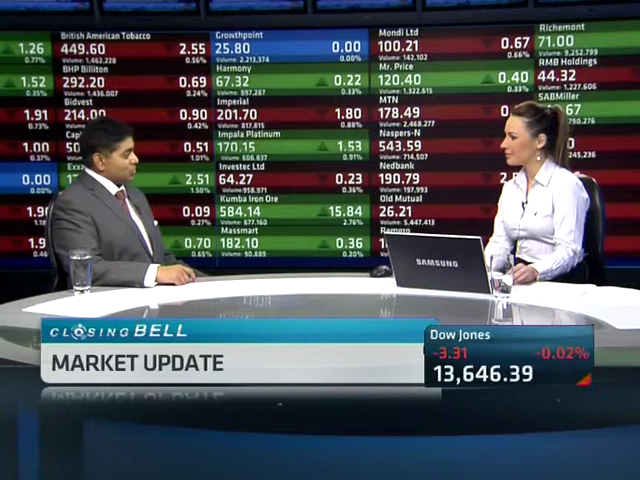 1.26
0.77%
1.52
0.35%
1.91
0.73%
1.00
0.37%
0.00
0.00%
1.9
British American Tobacco
449.60 2.55
Volume: 1,462,228 0.56%
BHP Billiton
292.20 0.69
Volume: 1,436,007 0.24%
Bidvest
214.00 0.90
0.42%
0.51
1.01%
2.51
1.50%
0.09
0.27%
0.70
0.65%
Growthpoint
25.80 0.00
Volume: 2,213,374 0.00%
Harmony
67.32 0.22
Volume: 597,287 0.33%
Imperial
201.70 1.80
Volume: 817,815 0.88%
Impala Platinum
170.15 1.53
Volume: 606,837 0.91%
Investec Ltd
64.27 0.23
Volume: 958,971 0.36%
Kumba Iron Ore
584.14 15.84
Volume: 677,160 2.76%
Massmart
182.10 0.36
Volume: 90,885 0.20%
Mondi Ltd
100.21 0.67
Volume: 142,102 0.66%
Mr. Price
120.40 0.40
Volume: 1,322,615 0.33%
MTN
178.49
Volume: 2,468,277
Naspers-N
543.59
Volume: 714,507
Nedbank
190.79
Volume: 197,993
Old Mutual
26.21
Volume: 5,447,413
Remgro
Richemont
71.00
Volume: 9,252,799
RMB Holdings
44.32
Volume: 1,227,606
SABMiller
67
SAMSUNG
CLOSING BELL
MARKET UPDATE
Dow Jones
-3.31 -0.02%
13,646.39